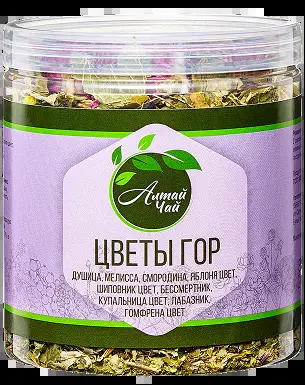 Алтай
Чай
ЦВЕТЫ ГОР
ДУШИЦА, МЕЛИССА, СМОРОДИНА, ЯБЛОНЯ ЦВЕТ,
ШИПОВНИК ЦВЕТ, БЕССМЕРТНИК,
КУПАЛЬНИЦА ЦВЕТ, ЛАБАЗНИК,
ГОМФРЕНА ЦВЕТ